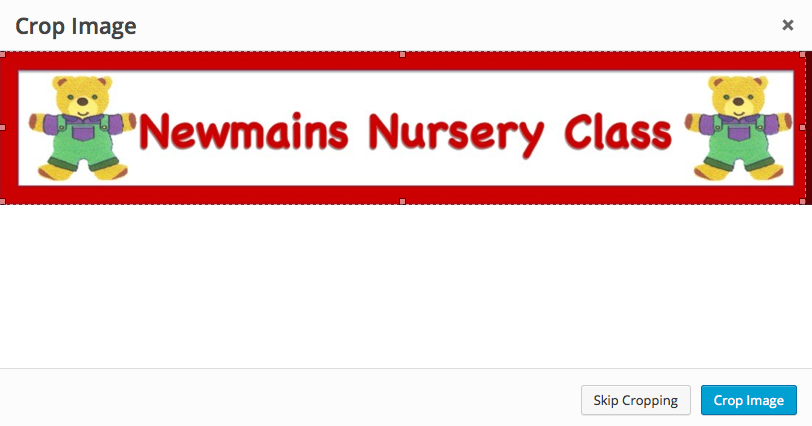 Crop Image
Newmains Nursery Class
Skip Cropping
Crop Image